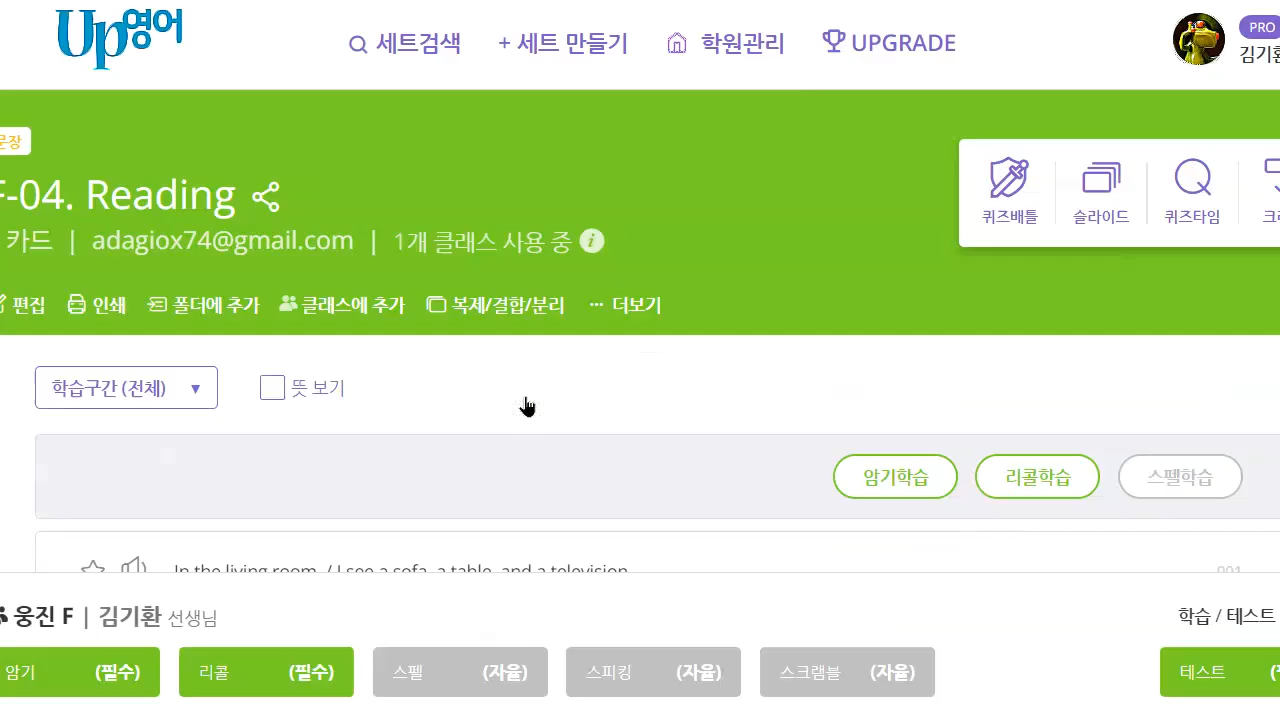 Up영어
세트검색 + 세트 만들기 학원관리 UPGRADE
PRO
김기환
문장
F-04. Reading
카드 | adagiox74@gmail.com | 1개 클래스 사용 중 i
퀴즈배틀 슬라이드 퀴즈타임
편집 인쇄 폴더에 추가 클래스에 추가 복제/결합/분리 ··· 더보기
학습구간 (전체) ▼ 뜻 보기
암기학습 리콜학습 스펠학습
In the living room, / I see a sofa, a table, and a television. 001
웅진 F | 김기환 선생님 학습 / 테스트
암기 (필수) 리콜 (필수) 스펠 (자율) 스피킹 (자율) 스크램블 (자율) 테스트